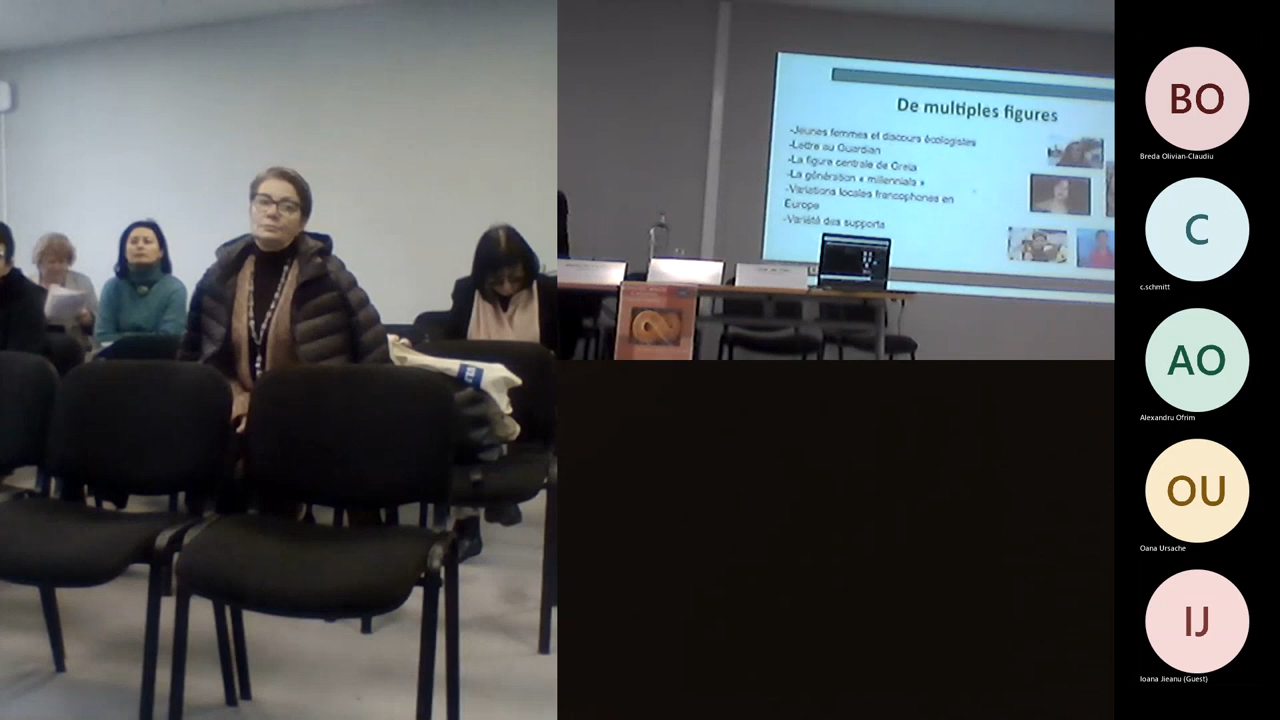 De multiples figures
-Jeunes femmes et discours écologistes
-Lettre au Guardian
-La figure centrale de Greta
-La génération « millennials »
-Variations locales francophones en
Europe
-Variété des supports
BO
Breda Olivian-Claudiu
C
c.schmitt
AO
Alexandru Ofrim
OU
Oana Ursache
IJ
Ioana Jieanu (Guest)